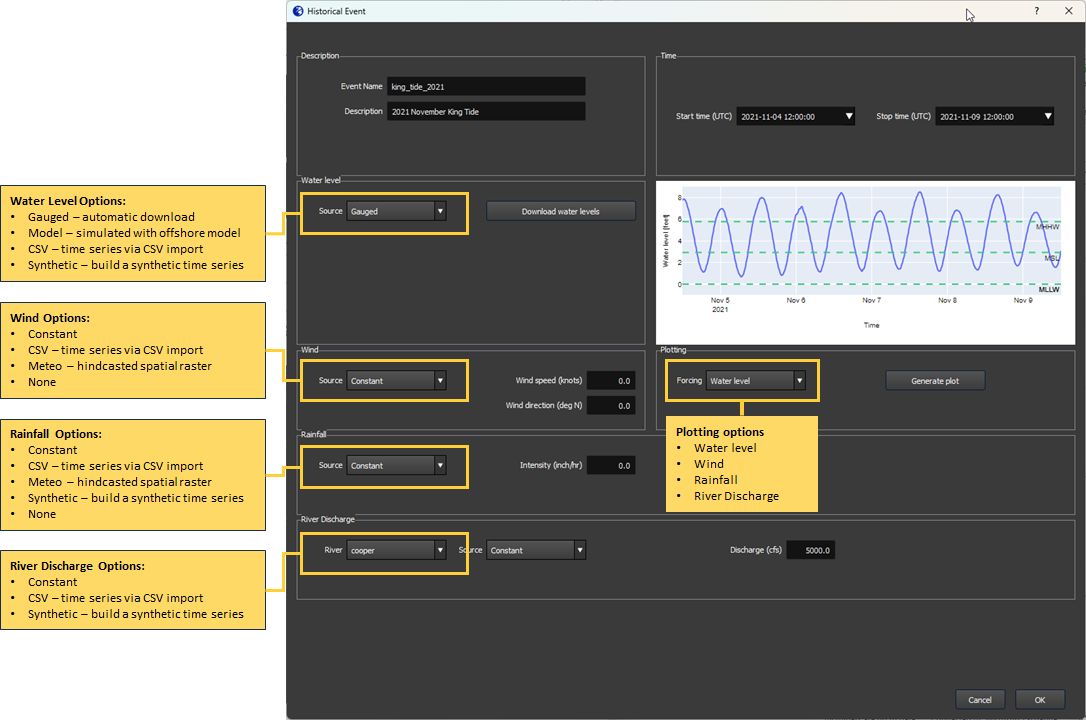 Historical Event
?
Description
Event Name king_tide_2021
Description 2021 November King Tide
Time
Start time (UTC) 2021-11-04 12:00:00 Stop time (UTC) 2021-11-09 12:00:00
Water level
Source Gauged
Download water levels
Water level [feet]
8
6
4
2
0
MHHW
MSL
MLLW
Nov 5 Nov 6 Nov 7 Nov 8 Nov 9
2021
Time
Wind
Source Constant
Wind speed (knots) 0.0
Wind direction (deg N) 0.0
Plotting
Forcing Water level
Generate plot
Rainfall
Source Constant
Intensity (inch/hr) 0.0
River Discharge
River cooper Source Constant Discharge (cfs) 5000.0
Cancel OK
Water Level Options:
• Gauged – automatic download
• Model – simulated with offshore model
• CSV – time series via CSV import
• Synthetic – build a synthetic time series
Wind Options:
• Constant
• CSV – time series via CSV import
• Meteo – hindcasted spatial raster
• None
Rainfall Options:
• Constant
• CSV – time series via CSV import
• Meteo – hindcasted spatial raster
• Synthetic – build a synthetic time series
• None
River Discharge Options:
• Constant
• CSV – time series via CSV import
• Synthetic – build a synthetic time series
Plotting options
• Water level
• Wind
• Rainfall
• River Discharge